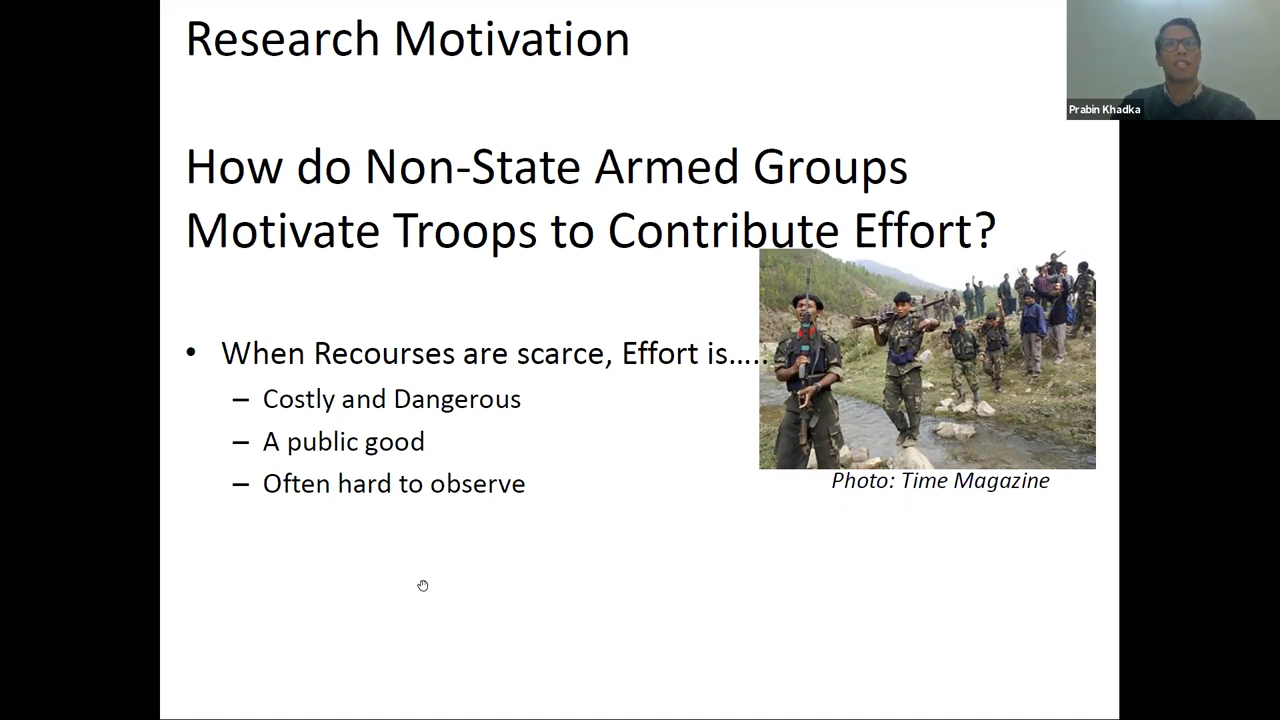 Research Motivation
Prabin Khadka
How do Non-State Armed Groups
Motivate Troops to Contribute Effort?
• When Recourses are scarce, Effort is…..
– Costly and Dangerous
– A public good
– Often hard to observe
Photo: Time Magazine